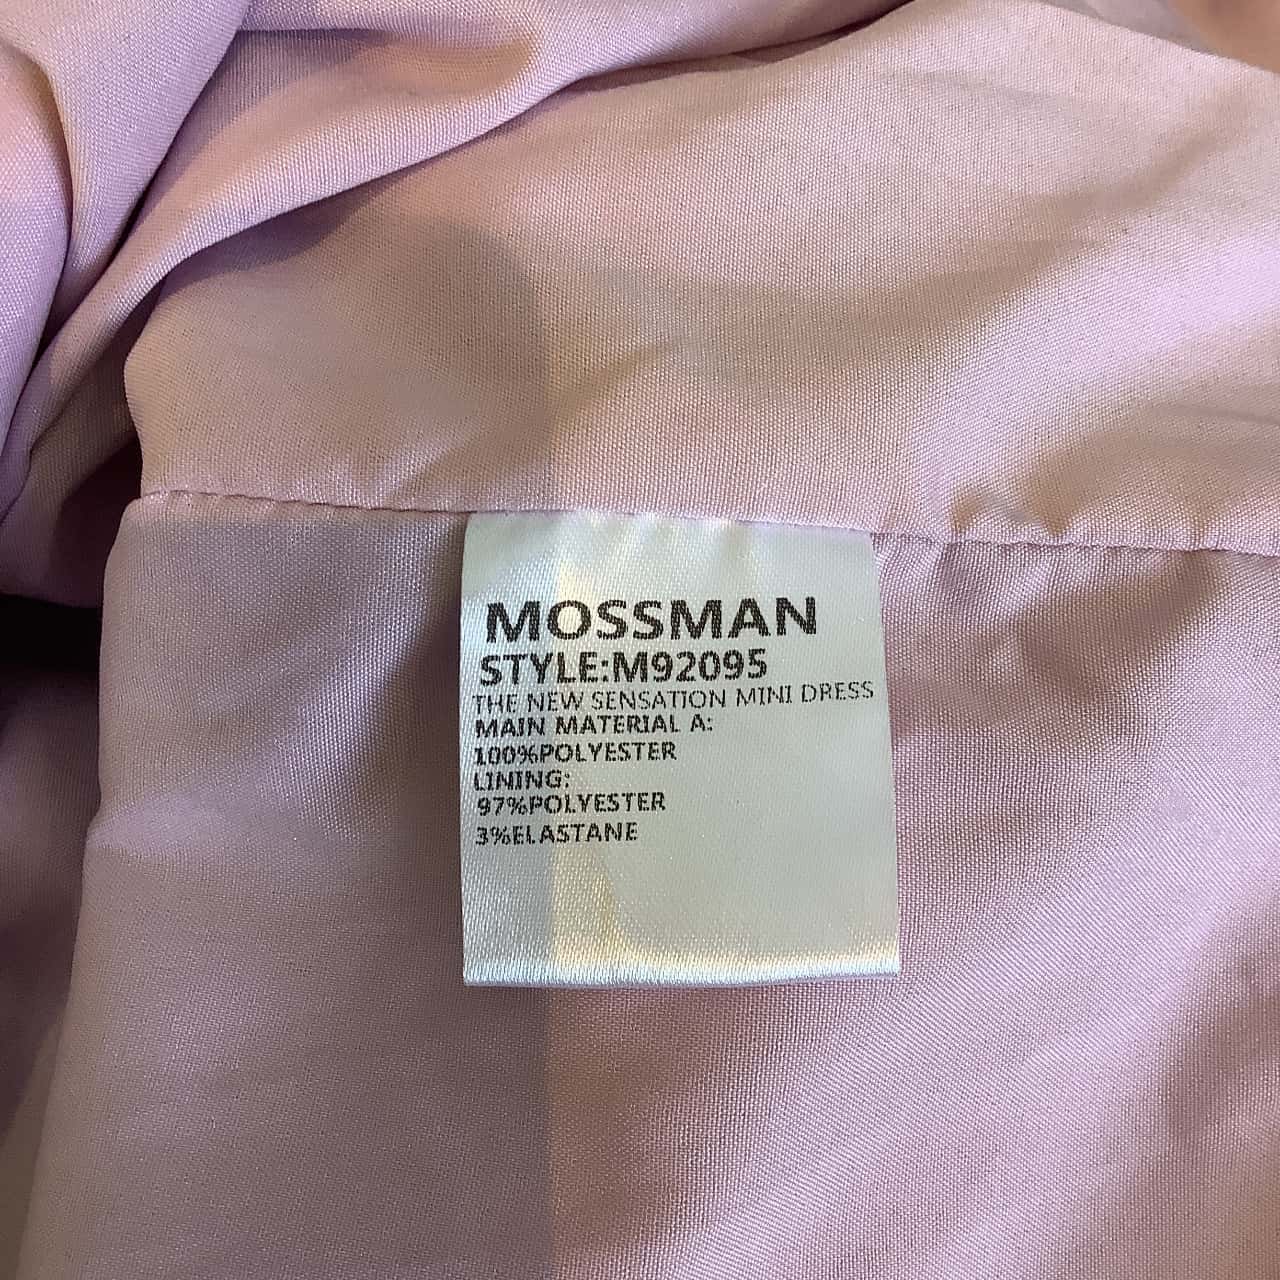 MOSSMAN
STYLE:M92095
THE NEW SENSATION MINI DRESS
MAIN MATERIAL A:
100%POLYESTER
LINING:
97%POLYESTER
3%ELASTANE